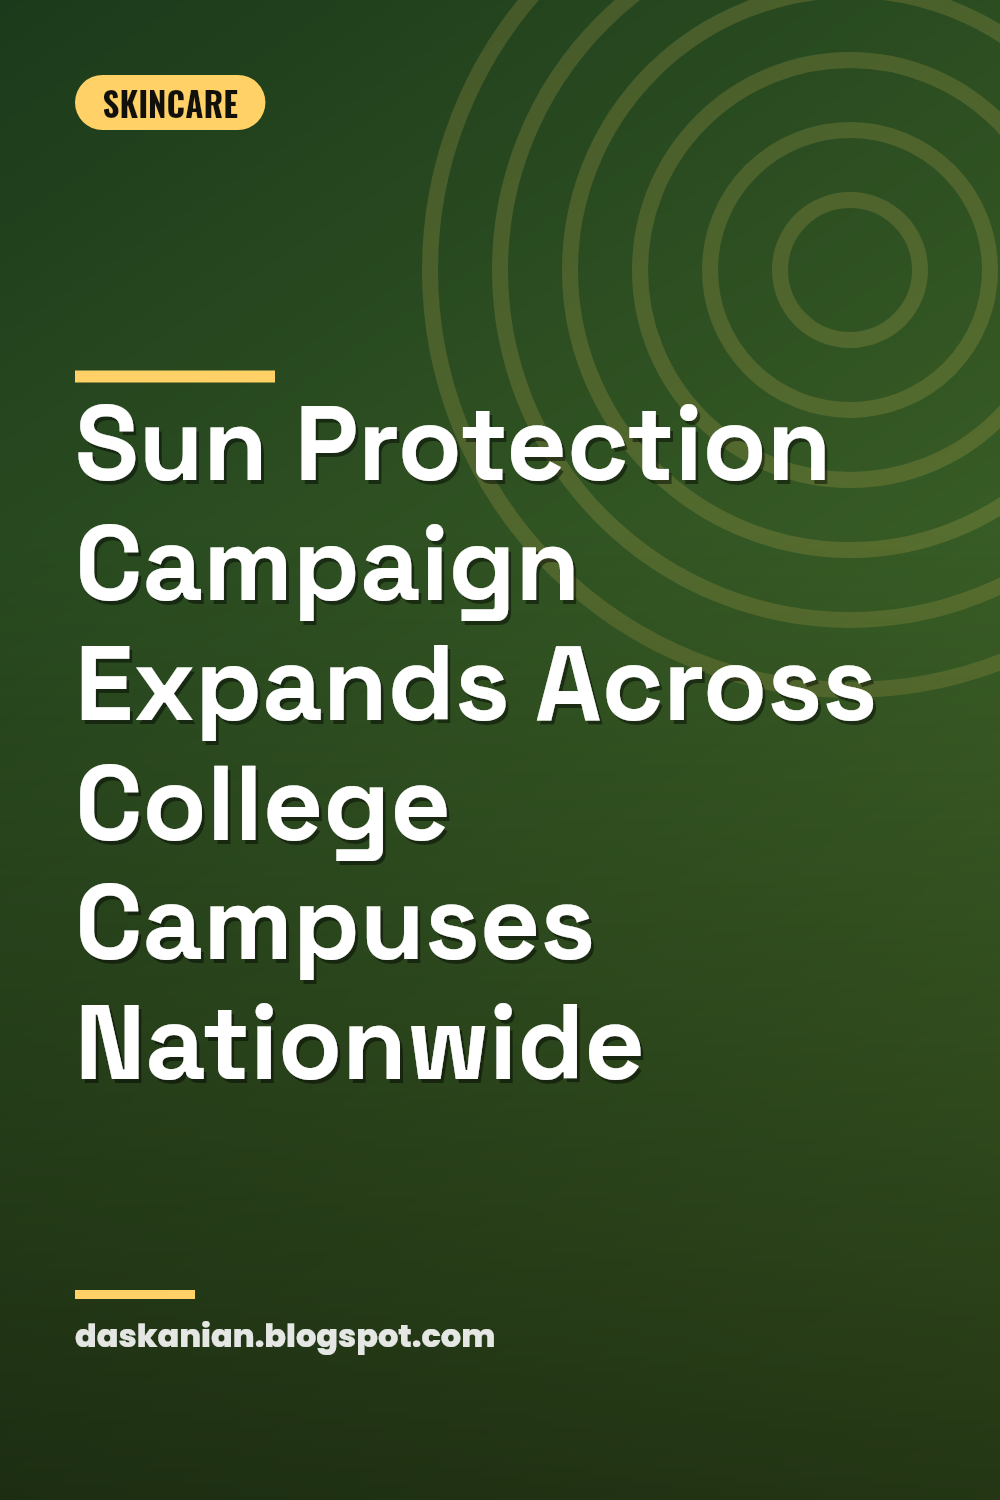 SKINCARE
Sun Protection
Campaign
Expands Across
College
Campuses
Nationwide
daskanian.blogspot.com